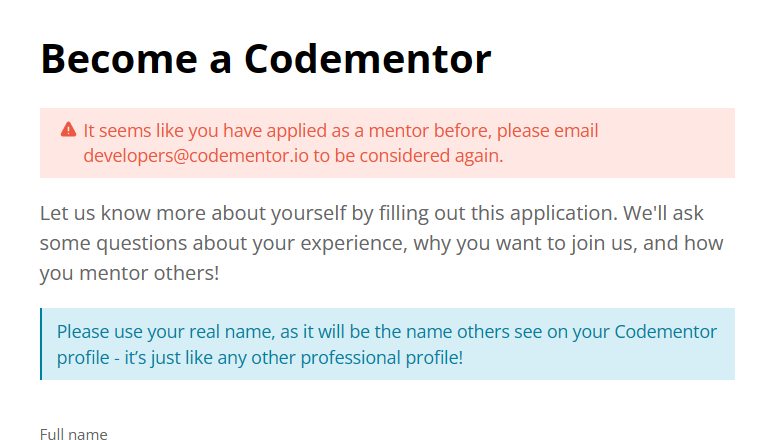 Become a Codementor
It seems like you have applied as a mentor before, please email
developers@codementor.io to be considered again.
Let us know more about yourself by filling out this application. We'll ask
some questions about your experience, why you want to join us, and how
you mentor others!
Please use your real name, as it will be the name others see on your Codementor
profile - it’s just like any other professional profile!
Full name